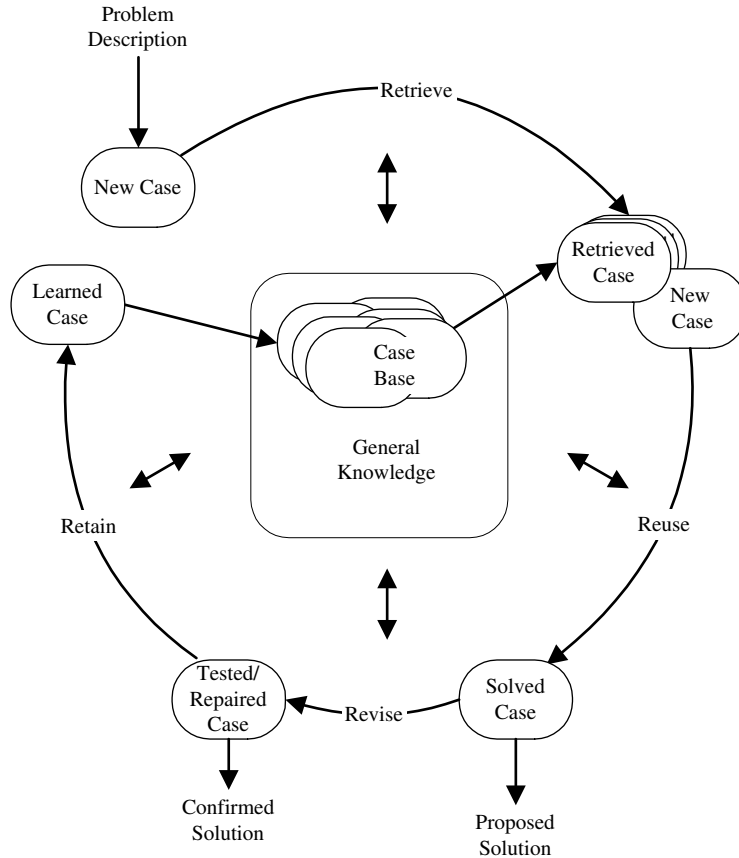 Problem
Description
Retrieve
New Case
Retrieved
Case
Learned
Case
New
Case
Case
Base
General
Knowledge
Retain
Reuse
Tested/
Repaired
Case
Revise
Solved
Case
Confirmed
Solution
Proposed
Solution